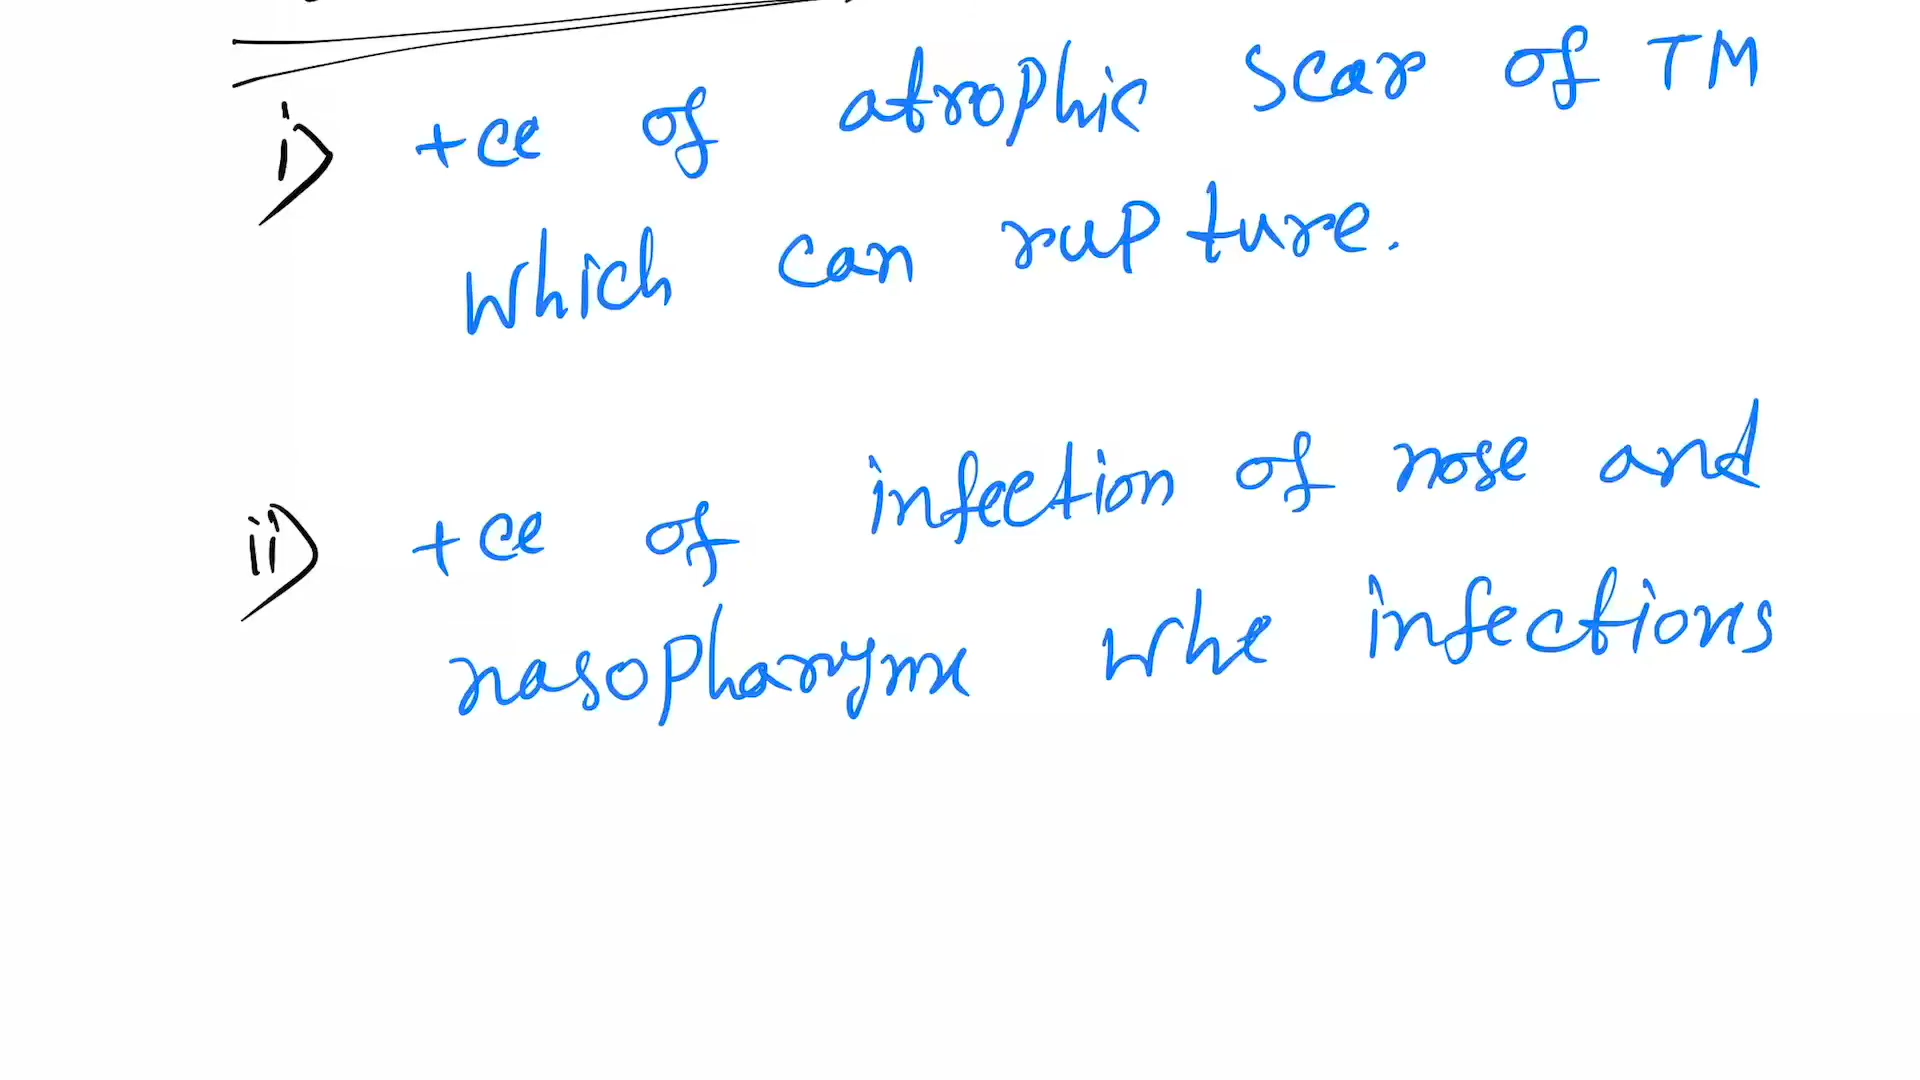 i) +ce of atrophic scar of TM
which can rupture.
ii) +ce of infection of nose and
nasopharynx whe infections